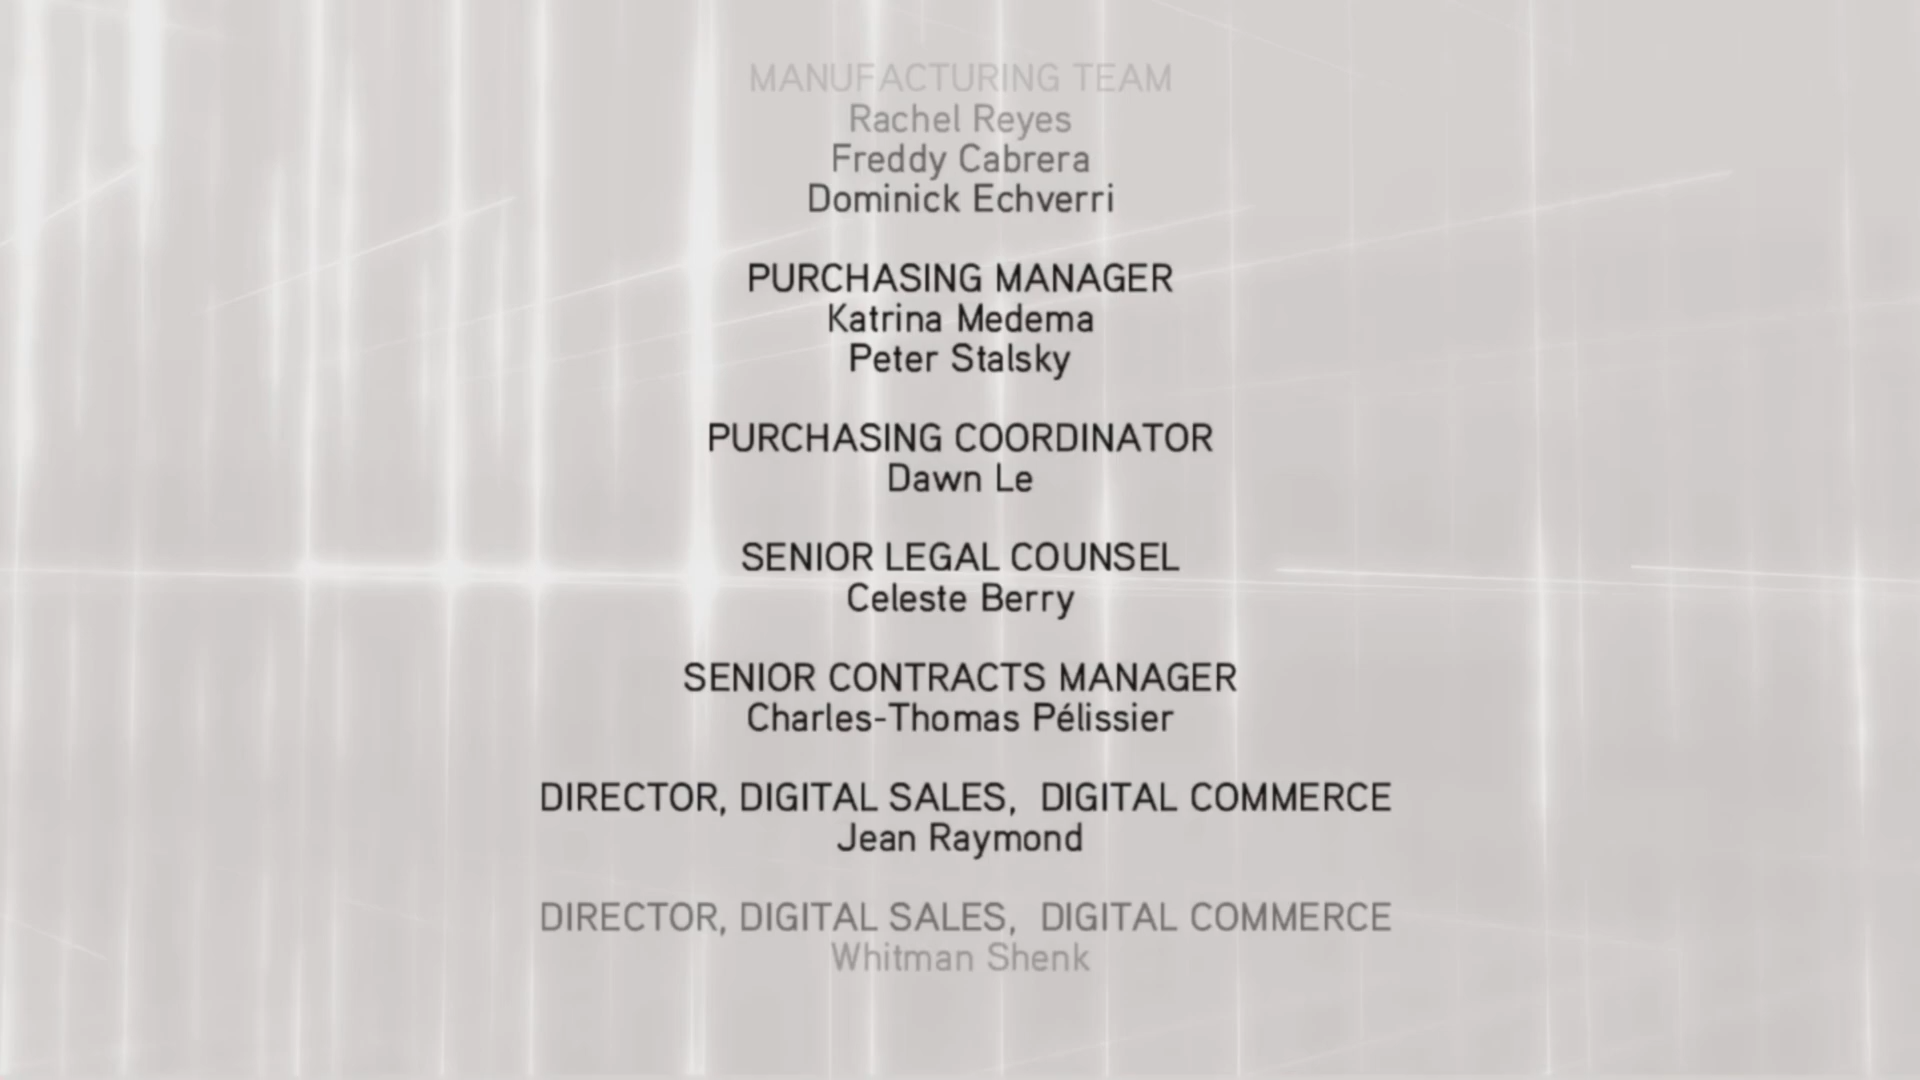 MANUFACTURING TEAM
Rachel Reyes
Freddy Cabrera
Dominick Echverri
PURCHASING MANAGER
Katrina Medema
Peter Stalsky
PURCHASING COORDINATOR
Dawn Le
SENIOR LEGAL COUNSEL
Celeste Berry
SENIOR CONTRACTS MANAGER
Charles-Thomas Pélissier
DIRECTOR, DIGITAL SALES,  DIGITAL COMMERCE
Jean Raymond
DIRECTOR, DIGITAL SALES,  DIGITAL COMMERCE
Whitman Shenk